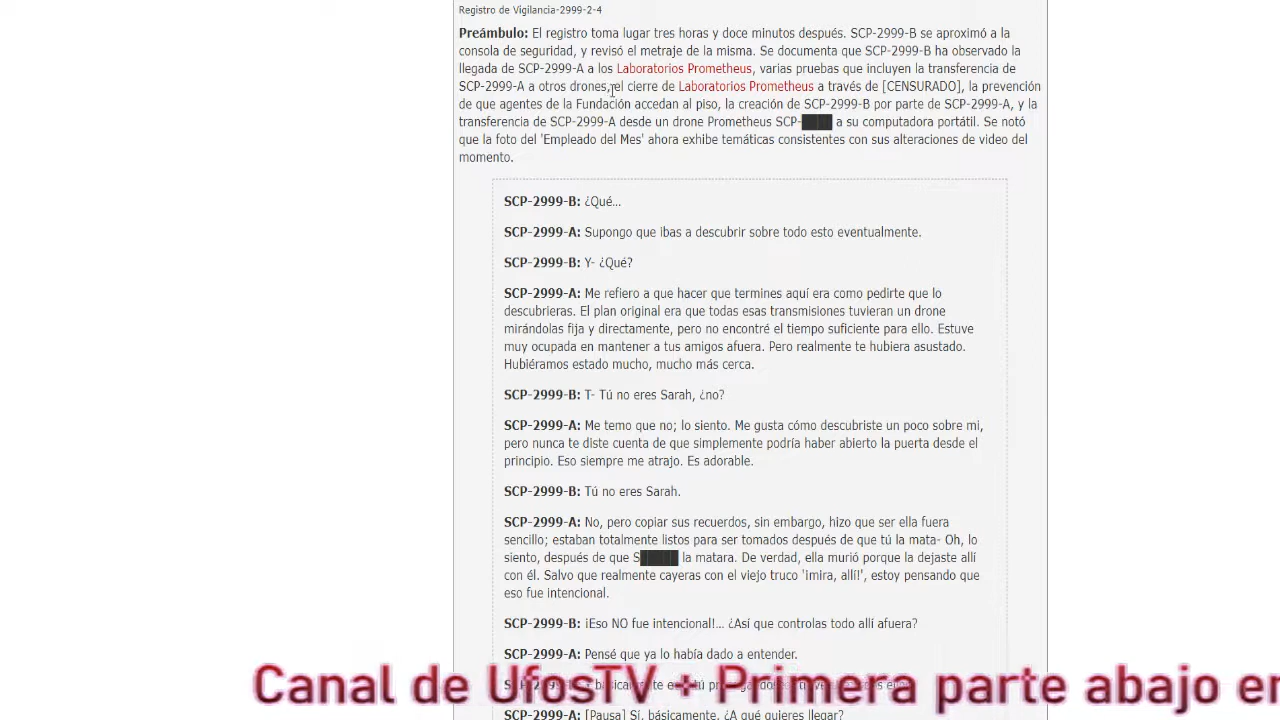 Registro de Vigilancia-2999-2-4
Preámbulo: El registro toma lugar tres horas y doce minutos después. SCP-2999-B se aproximó a la
consola de seguridad, y revisó el metraje de la misma. Se documenta que SCP-2999-B ha observado la
llegada de SCP-2999-A a los Laboratorios Prometheus, varias pruebas que incluyen la transferencia de
SCP-2999-A a otros drones, el cierre de Laboratorios Prometheus a través de [CENSURADO], la prevención
de que agentes de la Fundación accedan al piso, la creación de SCP-2999-B por parte de SCP-2999-A, y la
transferencia de SCP-2999-A desde un drone Prometheus SCP-████ a su computadora portátil. Se notó
que la foto del 'Empleado del Mes' ahora exhibe temáticas consistentes con sus alteraciones de video del
momento.
SCP-2999-B: ¿Qué...
SCP-2999-A: Supongo que ibas a descubrir sobre todo esto eventualmente.
SCP-2999-B: Y- ¿Qué?
SCP-2999-A: Me refiero a que hacer que termines aquí era como pedirte que lo
descubrieras. El plan original era que todas esas transmisiones tuvieran un drone
mirándolas fija y directamente, pero no encontré el tiempo suficiente para ello. Estuve
muy ocupada en mantener a tus amigos afuera. Pero realmente te hubiera asustado.
Hubiéramos estado mucho, mucho más cerca.
SCP-2999-B: T- Tú no eres Sarah, ¿no?
SCP-2999-A: Me temo que no; lo siento. Me gusta cómo descubriste un poco sobre mi,
pero nunca te diste cuenta de que simplemente podría haber abierto la puerta desde el
principio. Eso siempre me atrajo. Es adorable.
SCP-2999-B: Tú no eres Sarah.
SCP-2999-A: No, pero copiar sus recuerdos, sin embargo, hizo que ser ella fuera
sencillo; estaban totalmente listos para ser tomados después de que tú la mata- Oh, lo
siento, después de que S█████ la matara. De verdad, ella murió porque la dejaste allí
con él. Salvo que realmente cayeras con el viejo truco '¡mira, allí!', estoy pensando que
eso fue intencional.
SCP-2999-B: ¡Eso NO fue intencional!... ¿Así que controlas todo allí afuera?
SCP-2999-A: Pensé que ya lo había dado a entender.
Canal de UfosTV + Primera parte abajo en
SCP-2999-A: [Pausa] Sí, básicamente. ¿A qué quieres llegar?